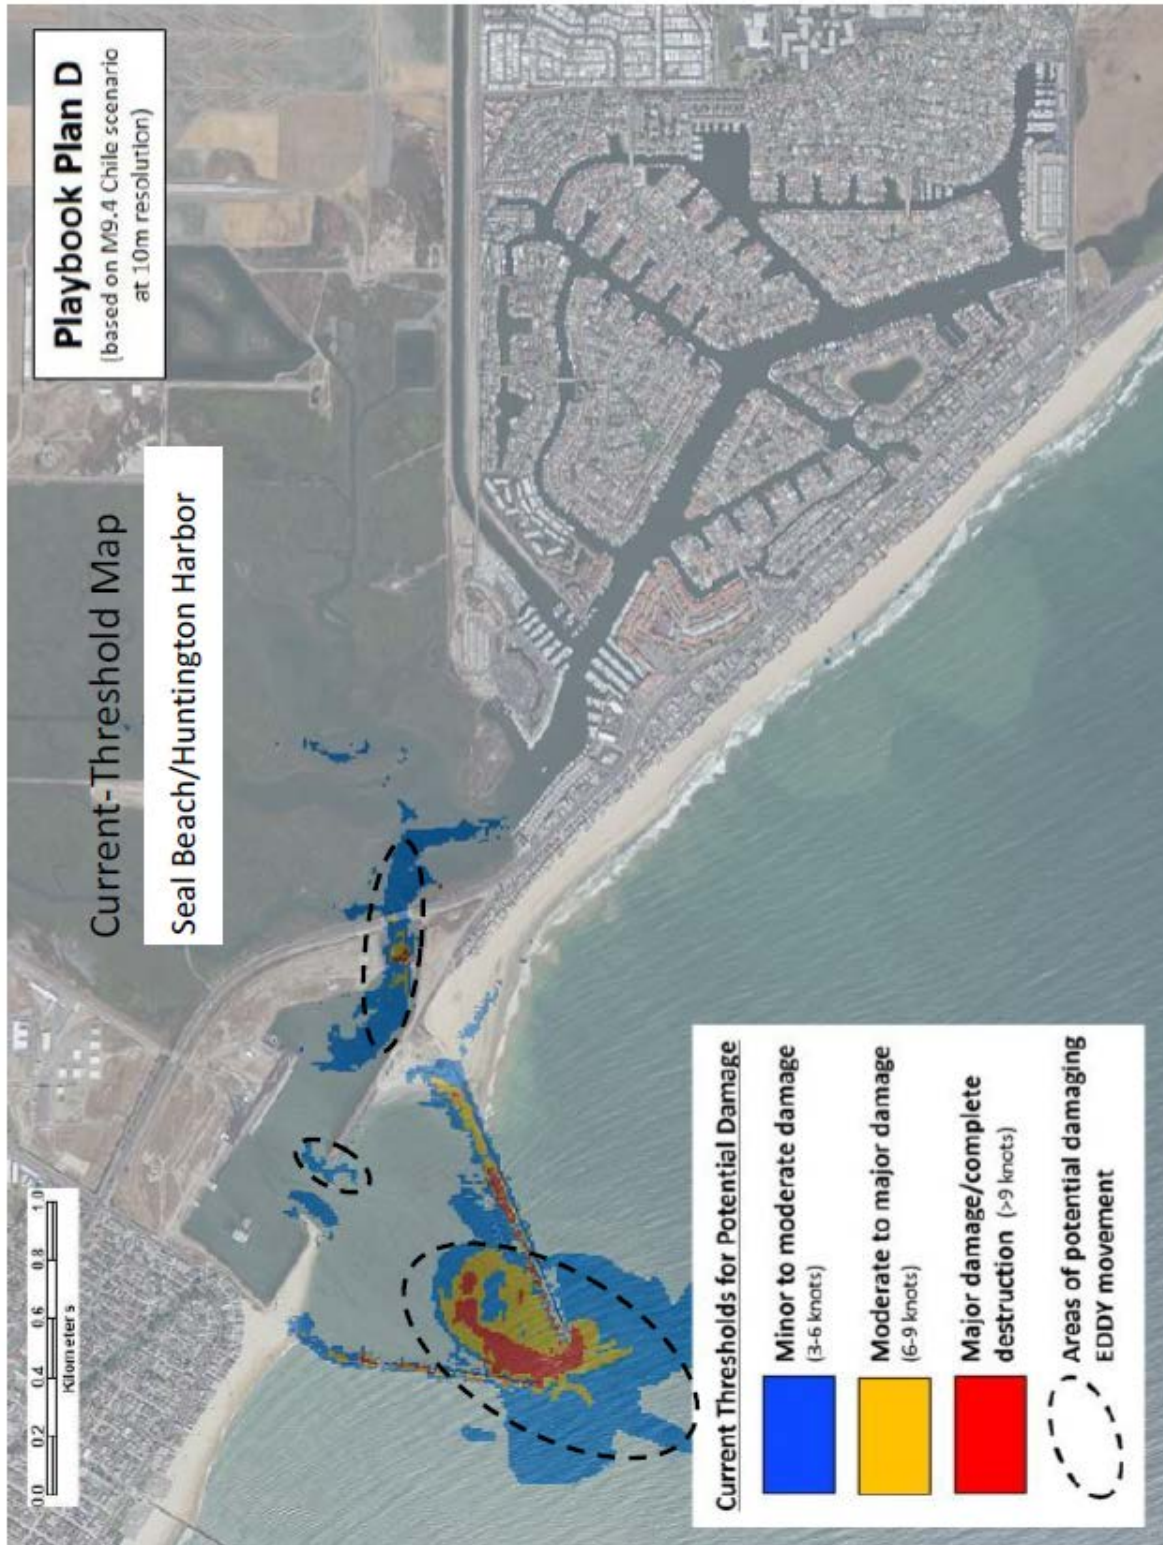 Current-Threshold Map
Seal Beach/Huntington Harbor
Playbook Plan D
(based on M9.4 Chile scenario
at 10m resolution)
0.0 0.2 0.4 0.6 0.8 1.0
Kilometers
Current Thresholds for Potential Damage
Minor to moderate damage
(3-6 knots)
Moderate to major damage
(6-9 knots)
Major damage/complete
destruction (>9 knots)
Areas of potential damaging
EDDY movement